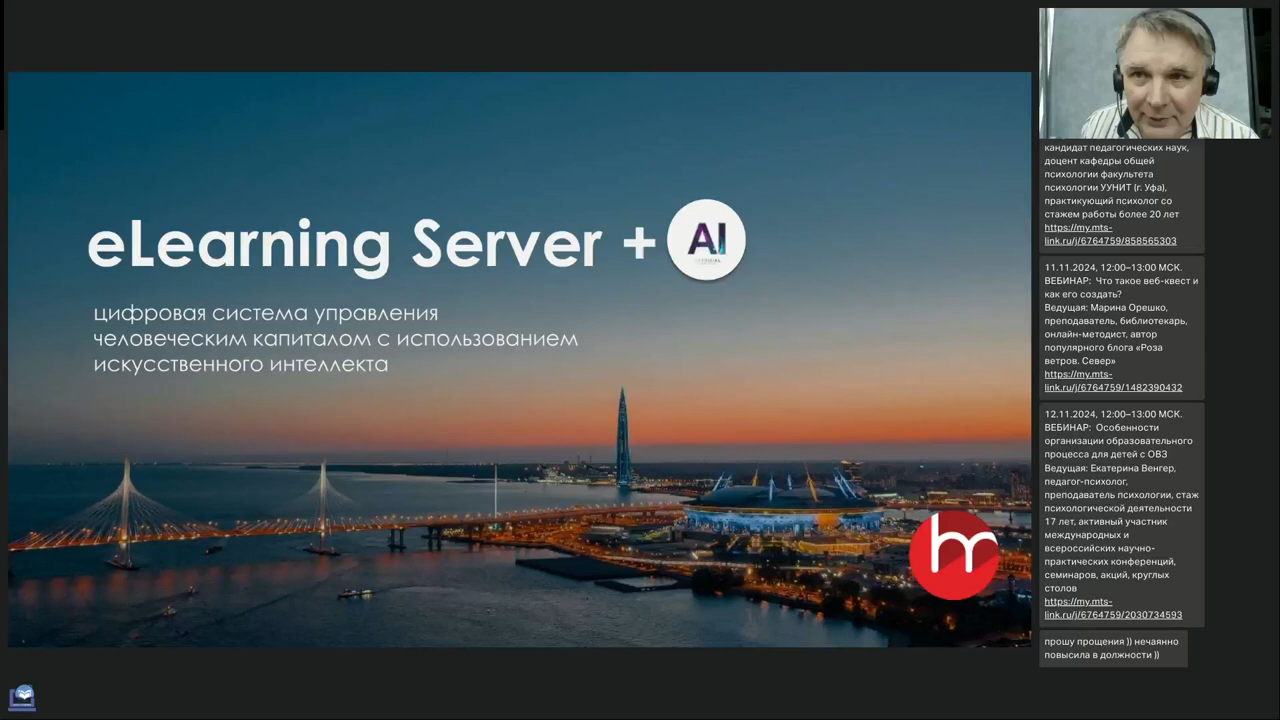 eLearning Server + AI
цифровая система управления
человеческим капиталом с использованием
искусственного интеллекта
hr
кандидат педагогических наук,
доцент кафедры общей
психологии факультета
психологии УУНИТ (г. Уфа),
практикующий психолог со
стажем работы более 20 лет
https://my.mts-
link.ru/j/6764759/858565303
11.11.2024, 12:00–13:00 МСК.
ВЕБИНАР: Что такое веб-квест и
как его создать?
Ведущая: Марина Орешко,
преподаватель, библиотекарь,
онлайн-методист, автор
популярного блога «Роза
ветров. Север»
https://my.mts-
link.ru/j/6764759/1482390432
12.11.2024, 12:00–13:00 МСК.
ВЕБИНАР: Особенности
организации образовательного
процесса для детей с ОВЗ
Ведущая: Екатерина Венгер,
педагог-психолог,
преподаватель психологии, стаж
психологической деятельности
17 лет, активный участник
международных и
всероссийских научно-
практических конференций,
семинаров, акций, круглых
столов
https://my.mts-
link.ru/j/6764759/2030734593
прошу прощения )) нечаянно
повысила в должности ))